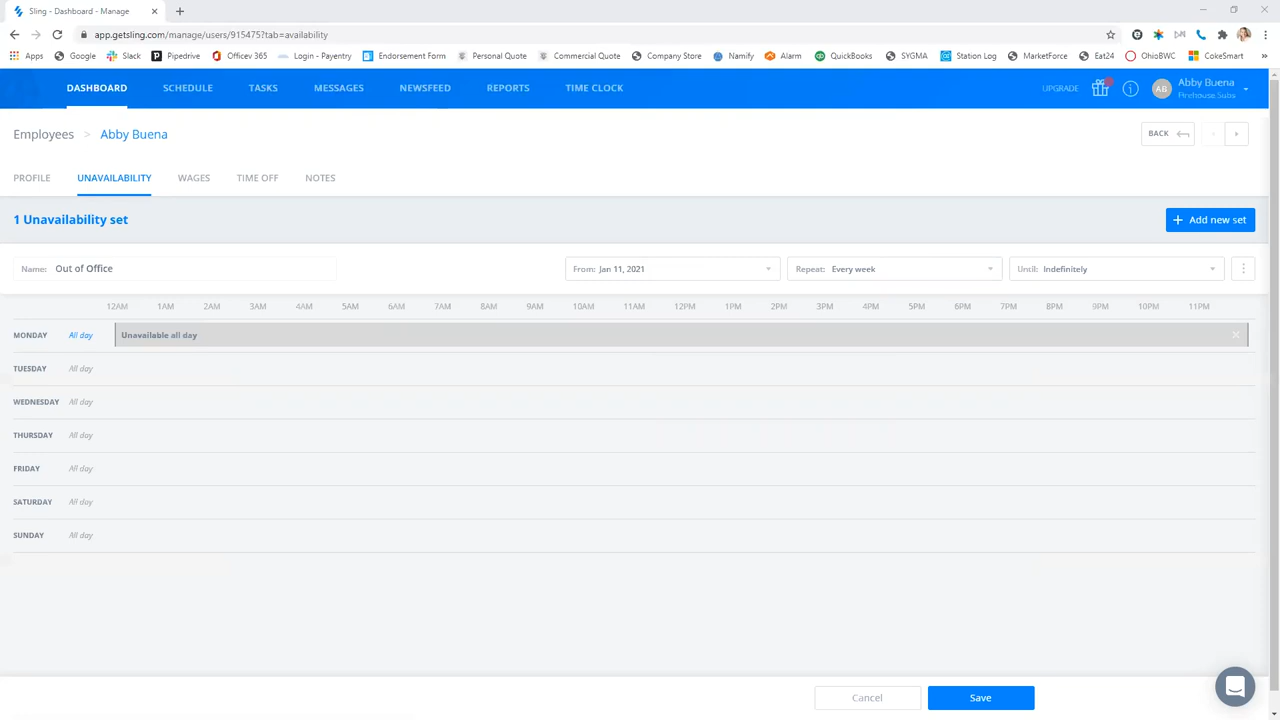 Sling - Dashboard - Manage
app.getsling.com/manage/users/915475?tab=availability
Apps Google Slack Pipedrive Officev 365 Login - Payentry Endorsement Form Personal Quote Commercial Quote Company Store Namify Alarm QuickBooks SYGMA Station Log MarketForce Eat24 OhioBWC CokeSmart »
DASHBOARD SCHEDULE TASKS MESSAGES NEWSFEED REPORTS TIME CLOCK UPGRADE AB Abby Buena
Firehouse Subs
Employees > Abby Buena BACK
PROFILE UNAVAILABILITY WAGES TIME OFF NOTES
1 Unavailability set + Add new set
Name: Out of Office From: Jan 11, 2021 Repeat: Every week Until: Indefinitely
12AM 1AM 2AM 3AM 4AM 5AM 6AM 7AM 8AM 9AM 10AM 11AM 12PM 1PM 2PM 3PM 4PM 5PM 6PM 7PM 8PM 9PM 10PM 11PM
MONDAY All day Unavailable all day
TUESDAY All day
WEDNESDAY All day
THURSDAY All day
FRIDAY All day
SATURDAY All day
SUNDAY All day
Cancel Save